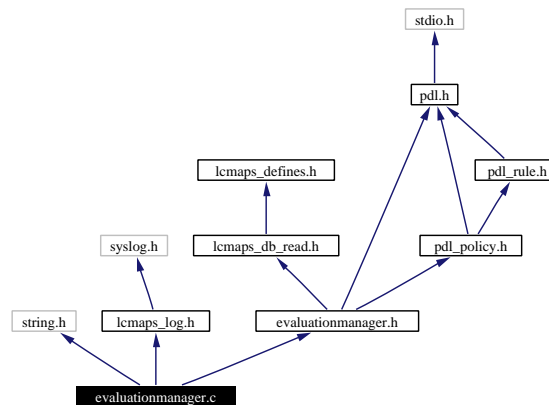 stdio.h
pdl.h
lcmaps_defines.h
pdl_rule.h
syslog.h
lcmaps_db_read.h
pdl_policy.h
string.h
lcmaps_log.h
evaluationmanager.h
evaluationmanager.c